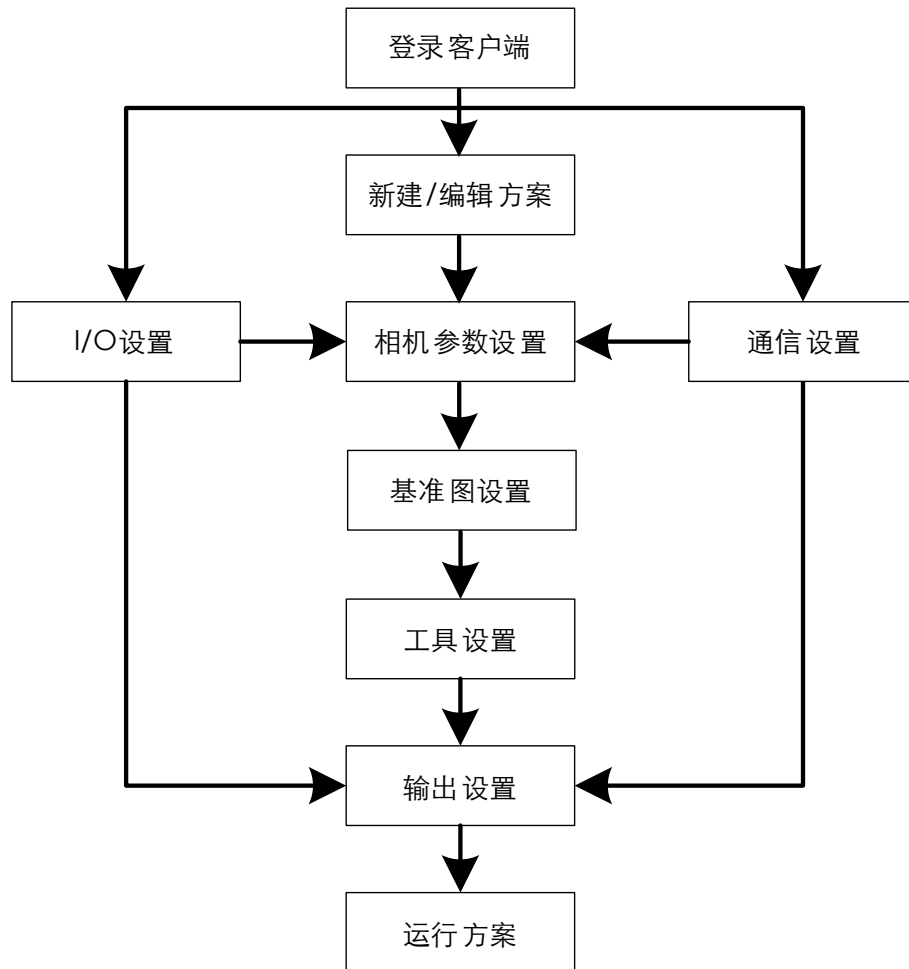 登录客户端
新建/编辑方案
I/O设置
相机参数设置
通信设置
基准图设置
工具设置
输出设置
运行方案